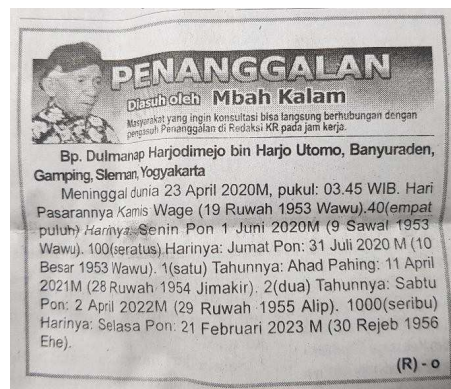 PENANGGALAN
Diasuh oleh Mbah Kalam
Masyarakat yang ingin konsultasi bisa langsung berhubungan dengan
pengasuh Penanggalan di Redaksi KR pada jam kerja.
Bp. Dulmanap Harjodimejo bin Harjo Utomo, Banyuraden,
Gamping, Sleman, Yogyakarta
Meninggal dunia 23 April 2020M, pukul: 03.45 WIB. Hari
Pasarannya Kamis Wage (19 Ruwah 1953 Wawu).40(empat
puluh) Harinya: Senin Pon 1 Juni 2020M (9 Sawal 1953
Wawu). 100(seratus).Harinya: Jumat Pon: 31 Juli 2020 M (10
Besar 1953 Wawu). 1(satu) Tahunnya: Ahad Pahing: 11 April
2021M (28 Ruwah 1954 Jimakir). 2(dua) Tahunnya: Sabtu
Pon: 2 April 2022M (29 Ruwah 1955 Alip). 1000(seribu)
Harinya: Selasa Pon: 21 Februari 2023 M (30 Rejeb 1956
Ehe).
(R) - o